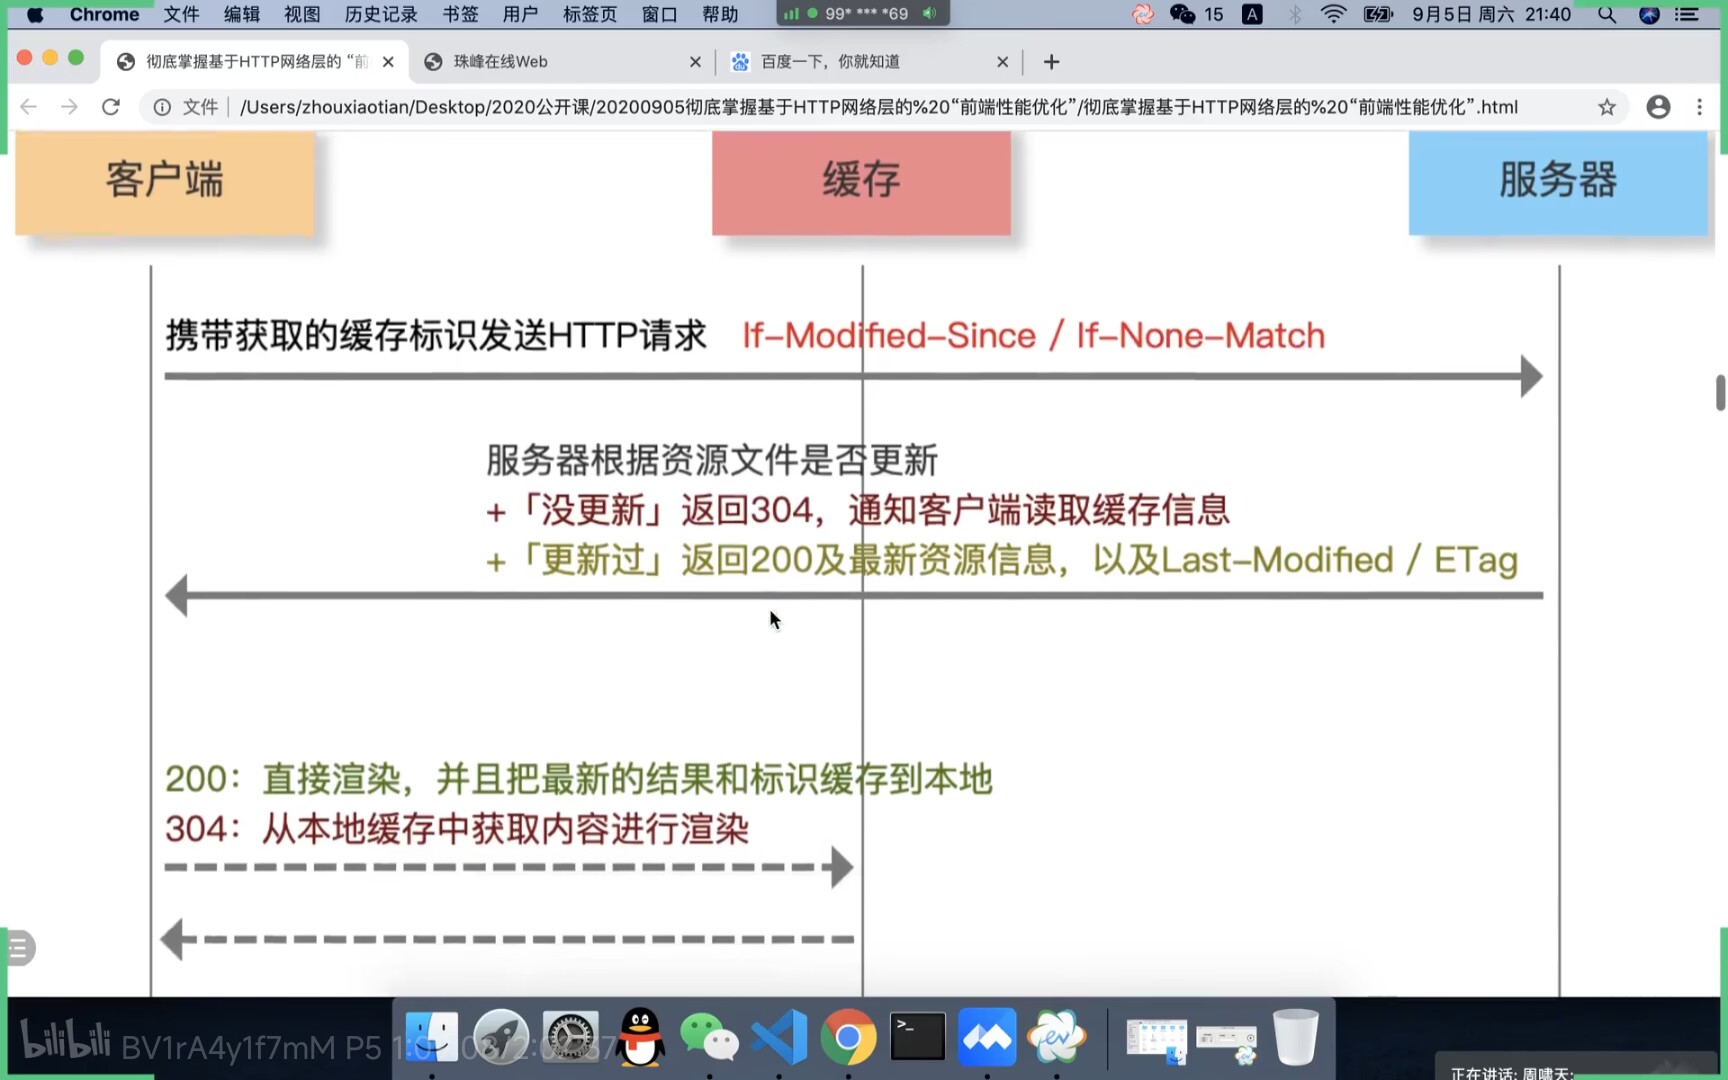 Chrome 文件 编辑 视图 历史记录 书签 用户 标签页 窗口 帮助 99* *** *69 15 A 9月5日 周六 21:40
彻底掌握基于HTTP网络层的 “前 珠峰在线Web 百度一下，你就知道
文件 /Users/zhouxiaotian/Desktop/2020公开课/20200905彻底掌握基于HTTP网络层的%20“前端性能优化”/彻底掌握基于HTTP网络层的%20“前端性能优化”.html
客户端 缓存 服务器
携带获取的缓存标识发送HTTP请求 If-Modified-Since / If-None-Match
服务器根据资源文件是否更新
+「没更新」返回304，通知客户端读取缓存信息
+「更新过」返回200及最新资源信息，以及Last-Modified / ETag
200：直接渲染，并且把最新的结果和标识缓存到本地
304：从本地缓存中获取内容进行渲染
bilibili BV1rA4y1f7mM P5
正在讲话: 周啸天;